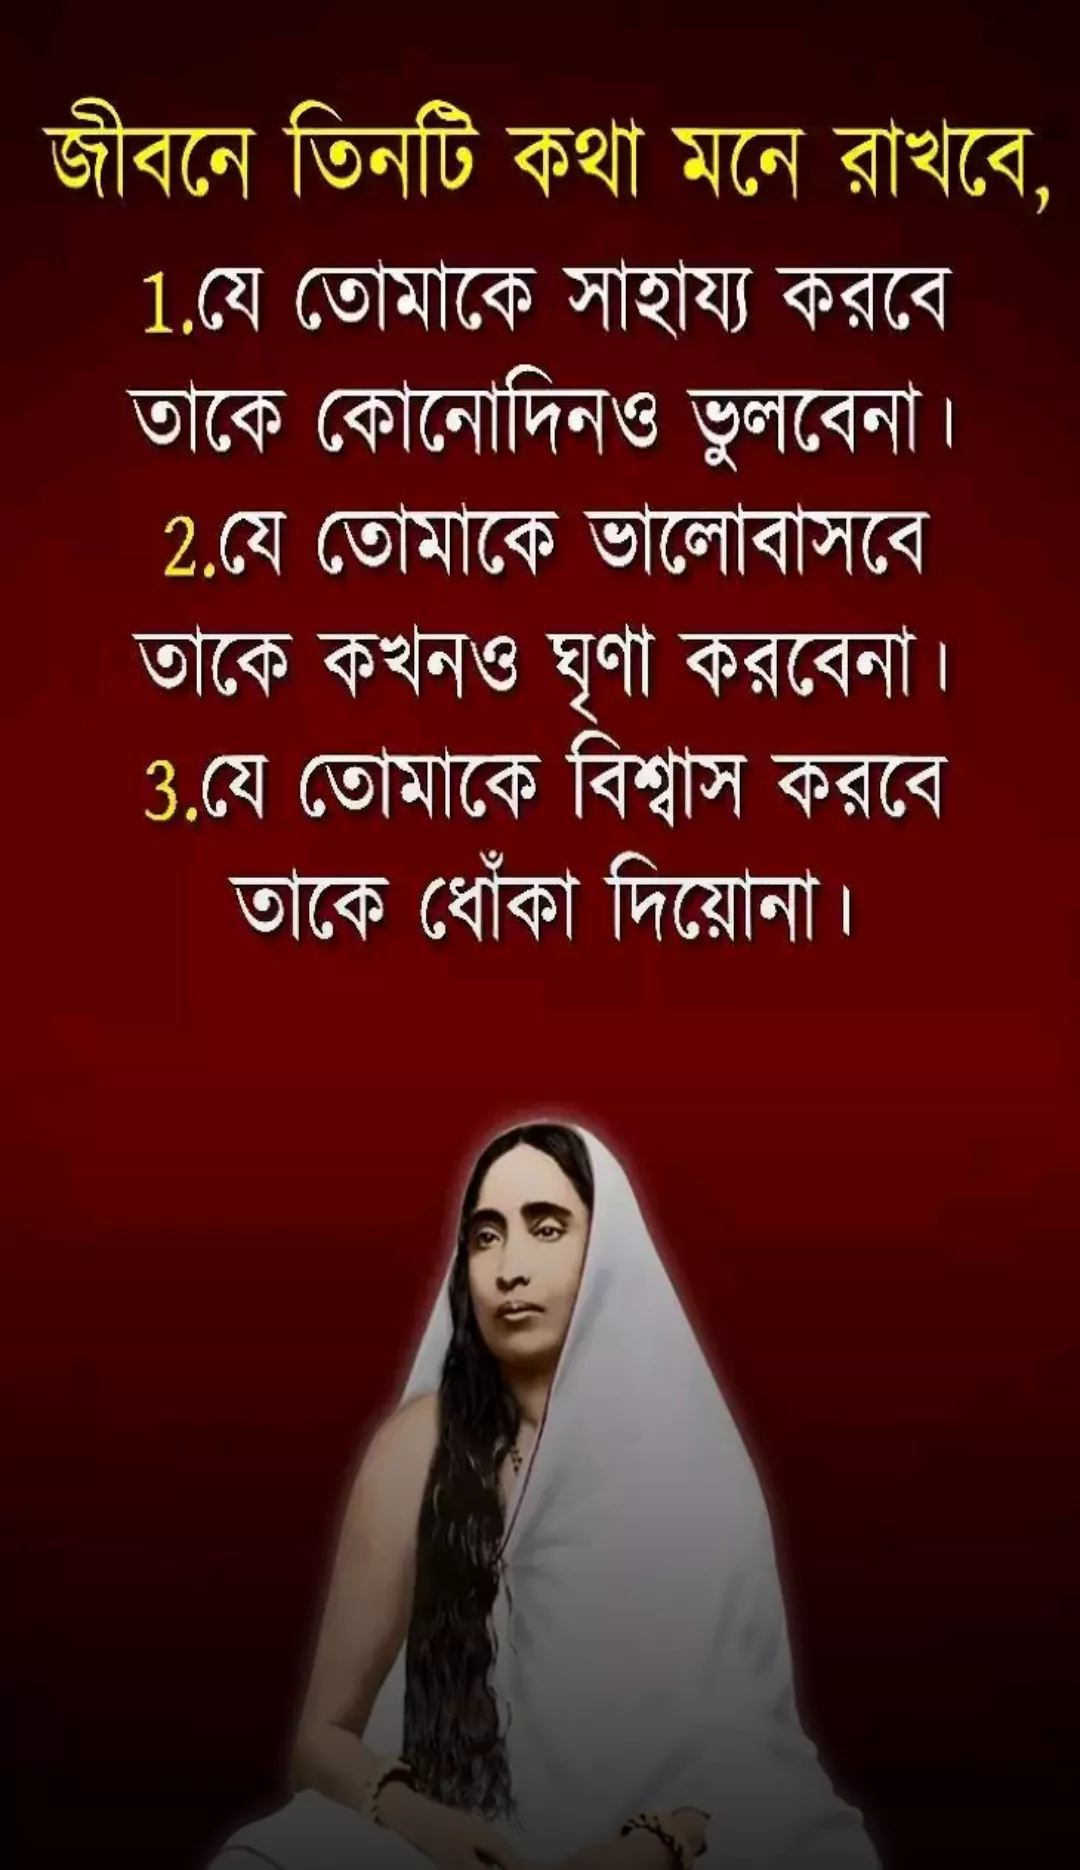 জীবনে তিনটি কথা মনে রাখবে,
1.যে তোমাকে সাহায্য করবে
তাকে কোনোদিনও ভুলবেনা।
2.যে তোমাকে ভালোবাসবে
তাকে কখনও ঘৃণা করবেনা।
3.যে তোমাকে বিশ্বাস করবে
তাকে ধোঁকা দিয়োনা।